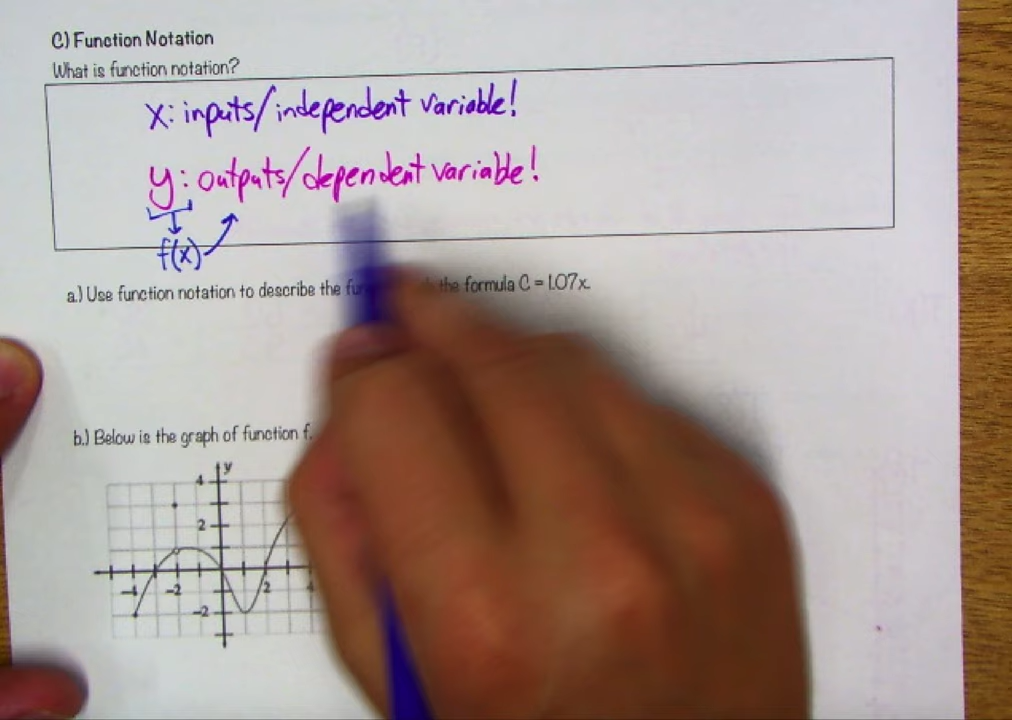 C) Function Notation
What is function notation?
x: inputs/independent variable!
y: outputs/dependent variable!
f(x)
a.) Use function notation to describe the the formula C = 1.07x.
b.) Below is the graph of function f.
y
4
2
-4 -2 2 4
-2